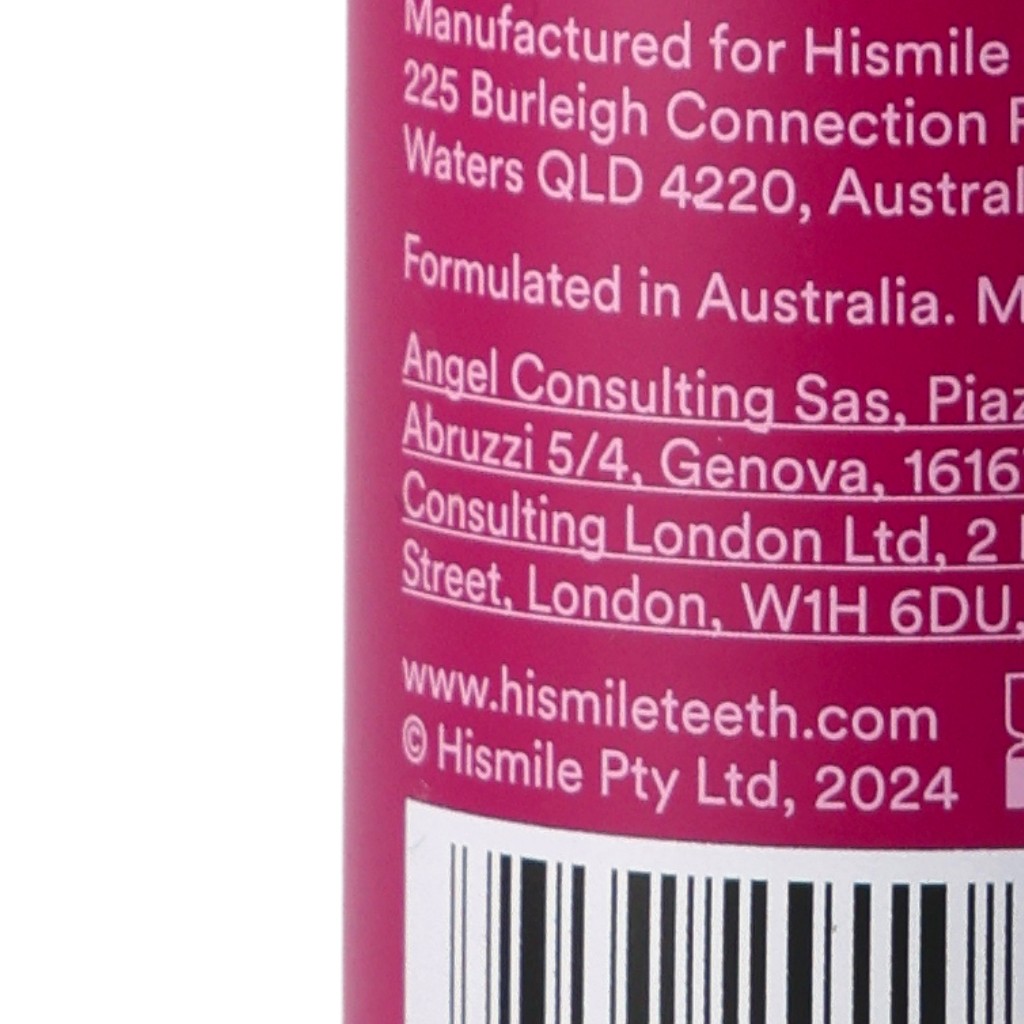 Manufactured for Hismile
225 Burleigh Connection
Waters QLD 4220, Austral
Formulated in Australia. M
Angel Consulting Sas, Piaz
Abruzzi 5/4, Genova, 1616
Consulting London Ltd, 2
Street, London, W1H 6DU,
www.hismileteeth.com
© Hismile Pty Ltd, 2024